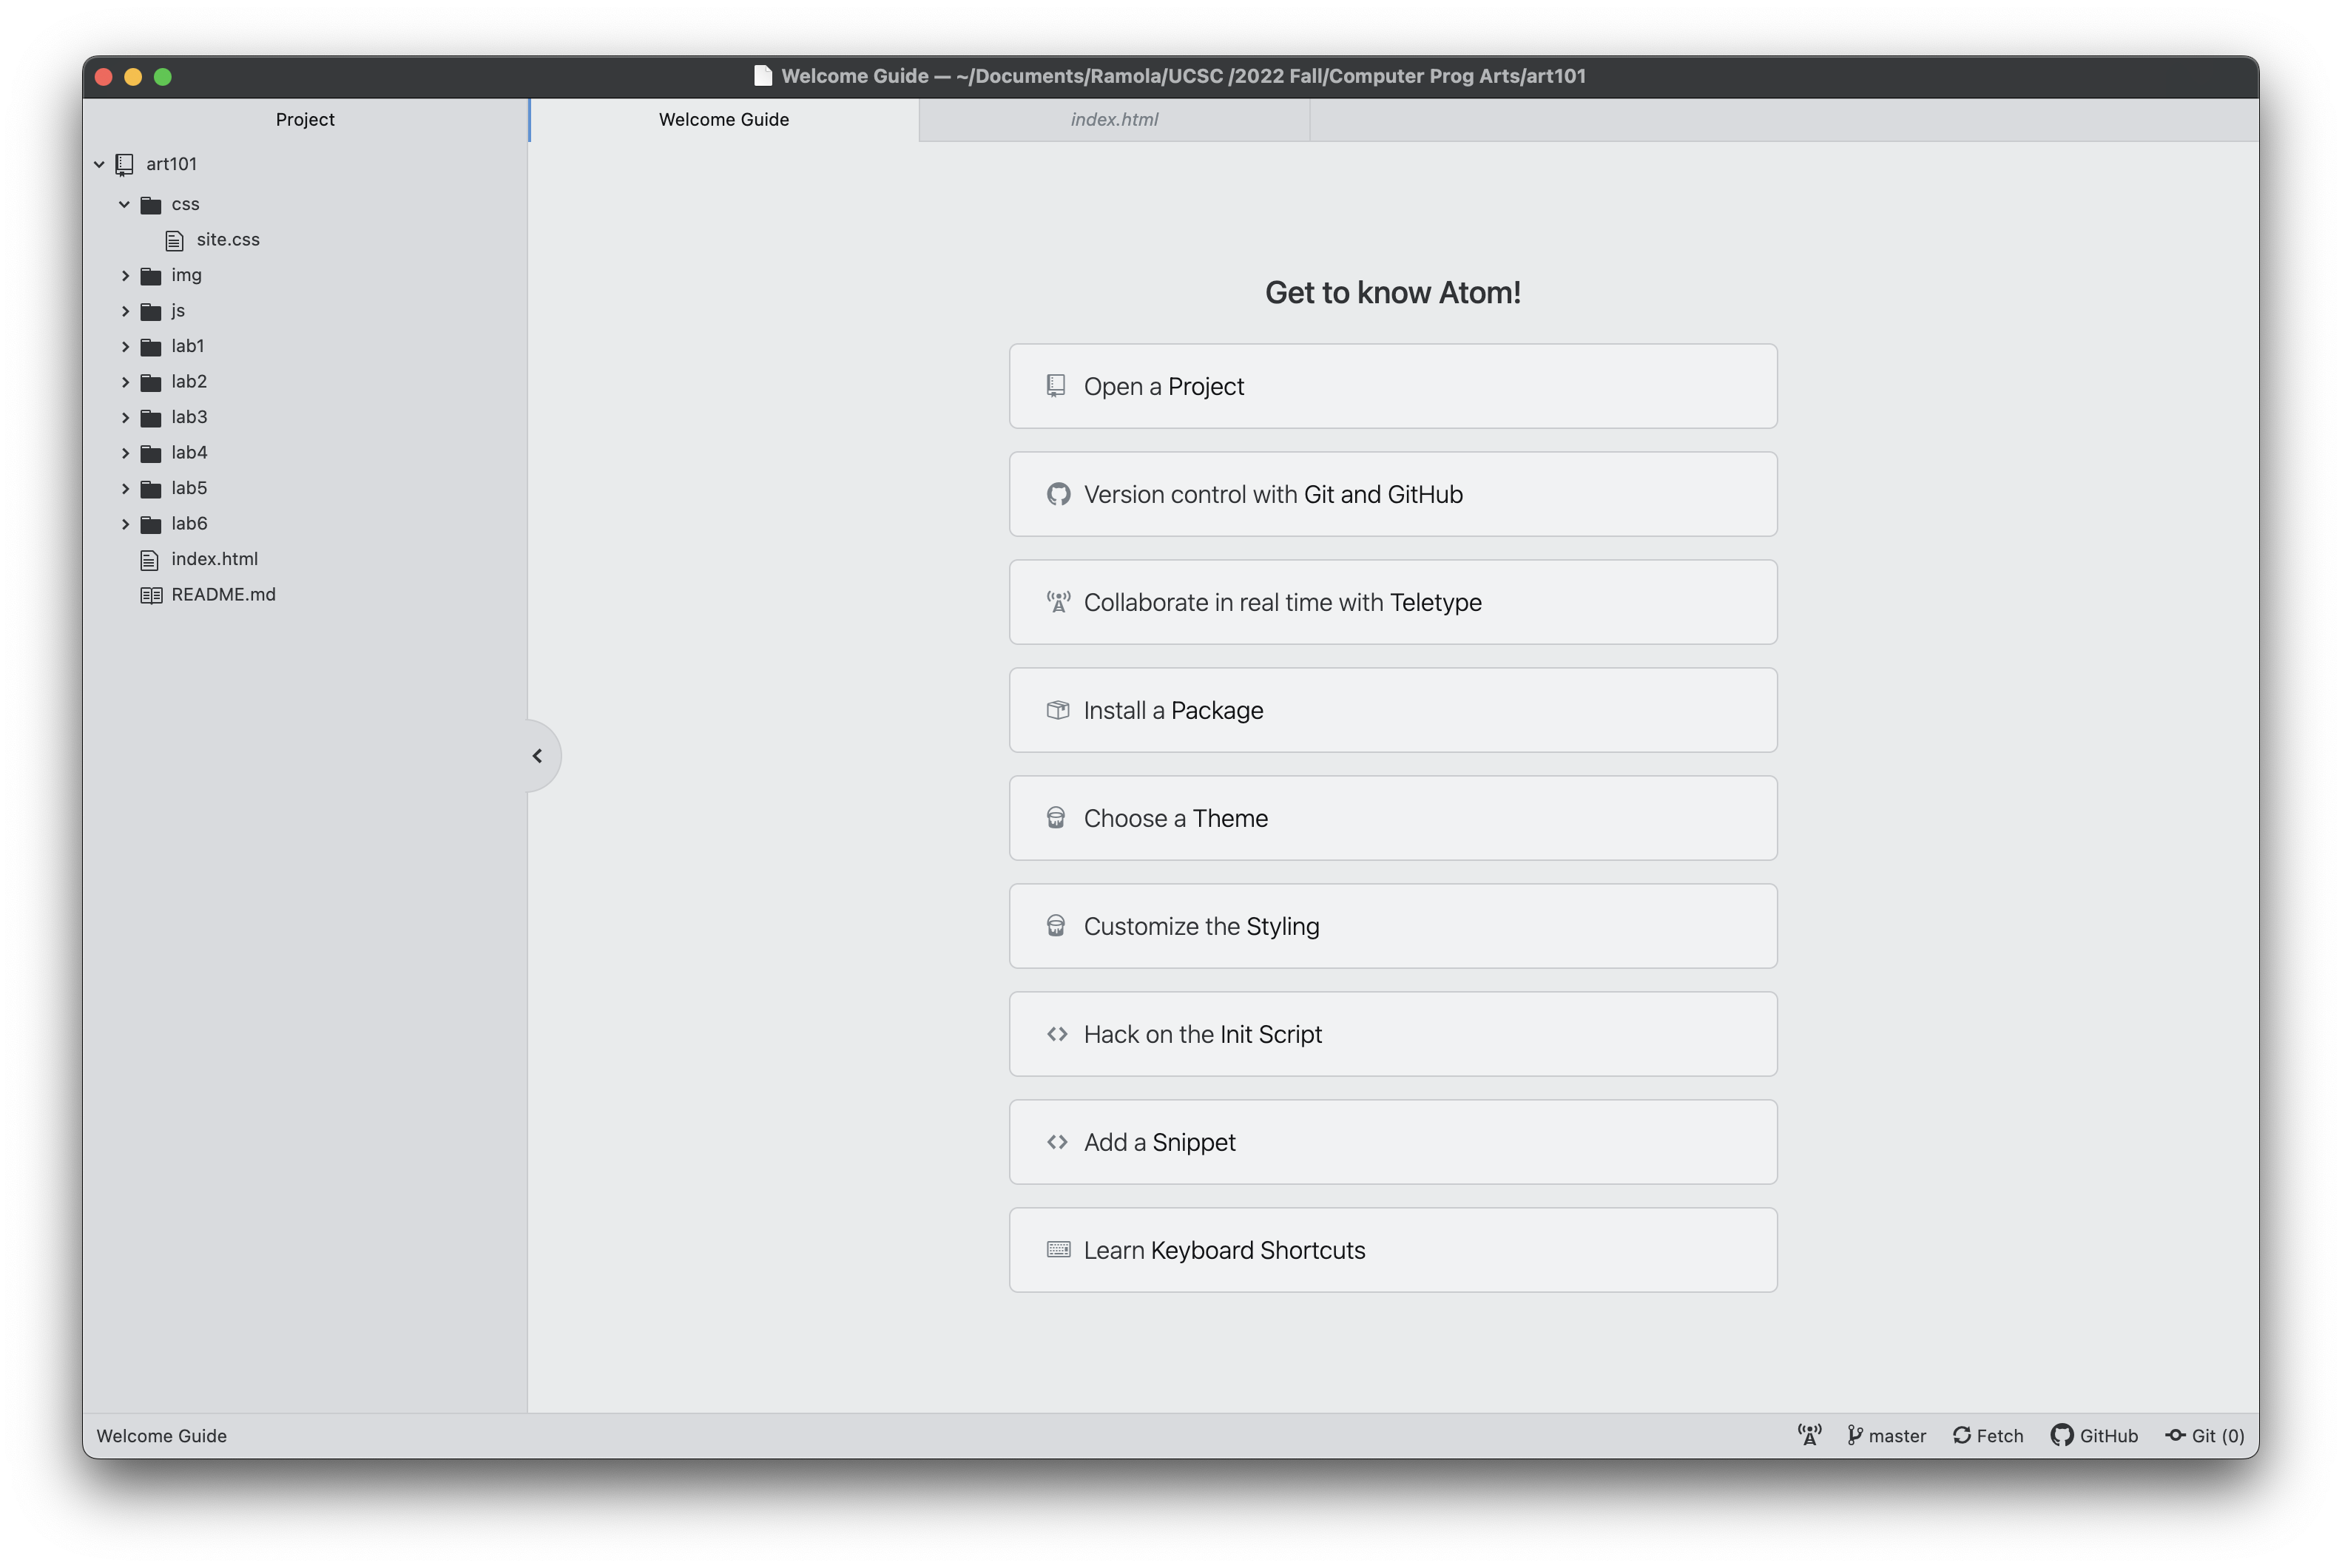 Welcome Guide — ~/Documents/Ramola/UCSC /2022 Fall/Computer Prog Arts/art101
Project
Welcome Guide
index.html
art101
css
site.css
img
js
lab1
lab2
lab3
lab4
lab5
lab6
index.html
README.md
Get to know Atom!
Open a Project
Version control with Git and GitHub
Collaborate in real time with Teletype
Install a Package
Choose a Theme
Customize the Styling
Hack on the Init Script
Add a Snippet
Learn Keyboard Shortcuts
Welcome Guide
master
Fetch
GitHub
Git (0)